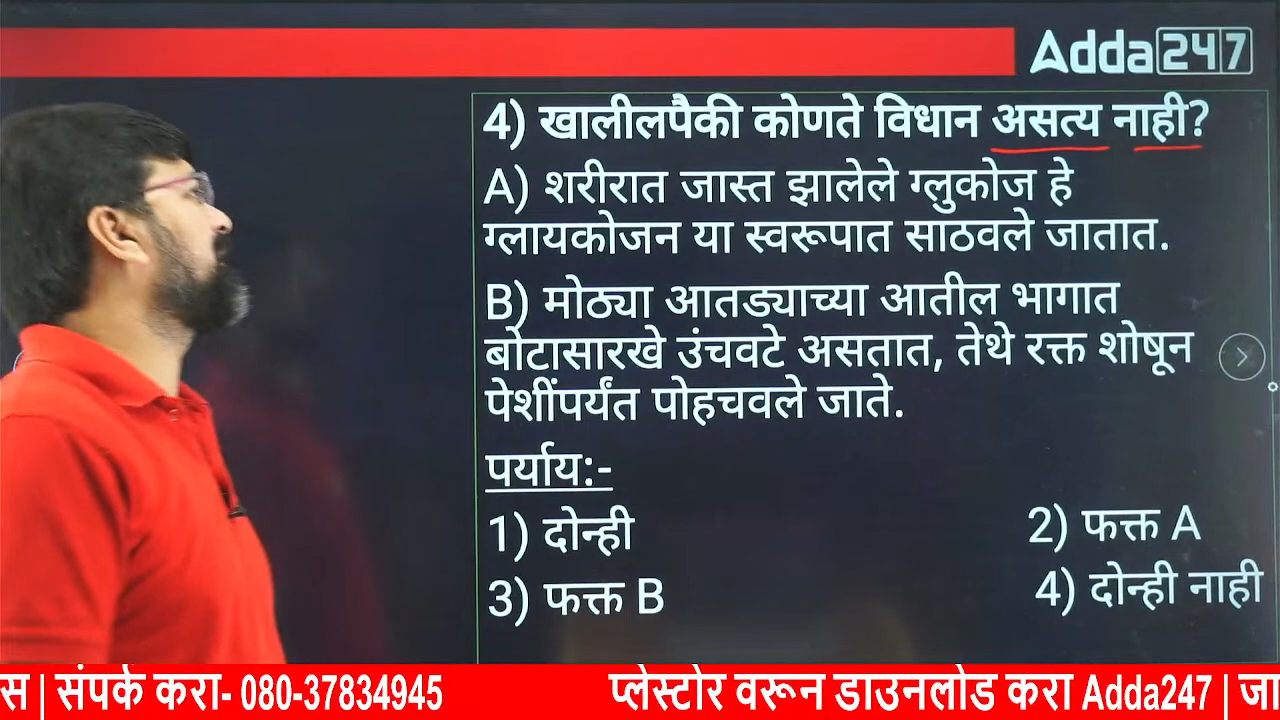 Adda247
4) खालीलपैकी कोणते विधान असत्य नाही?
A) शरीरात जास्त झालेले ग्लुकोज हे
ग्लायकोजन या स्वरूपात साठवले जातात.
B) मोठ्या आतड्याच्या आतील भागात
बोटासारखे उंचवटे असतात, तेथे रक्त शोषून
पेशींपर्यंत पोहचवले जाते.
पर्याय:-
1) दोन्ही 2) फक्त A
3) फक्त B 4) दोन्ही नाही
स | संपर्क करा- 080-37834945 प्लेस्टोर वरून डाउनलोड करा Adda247 | जा